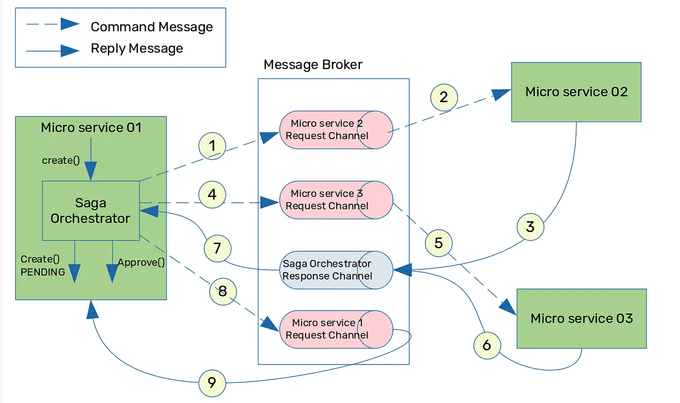 Command Message
Reply Message
Message Broker
Micro service 01
create()
Saga
Orchestrator
Create()
PENDING
Approve()
Micro service 2
Request Channel
Micro service 3
Request Channel
Saga Orchestrator
Response Channel
Micro service 1
Request Channel
Micro service 02
Micro service 03
1
2
3
4
5
6
7
8
9